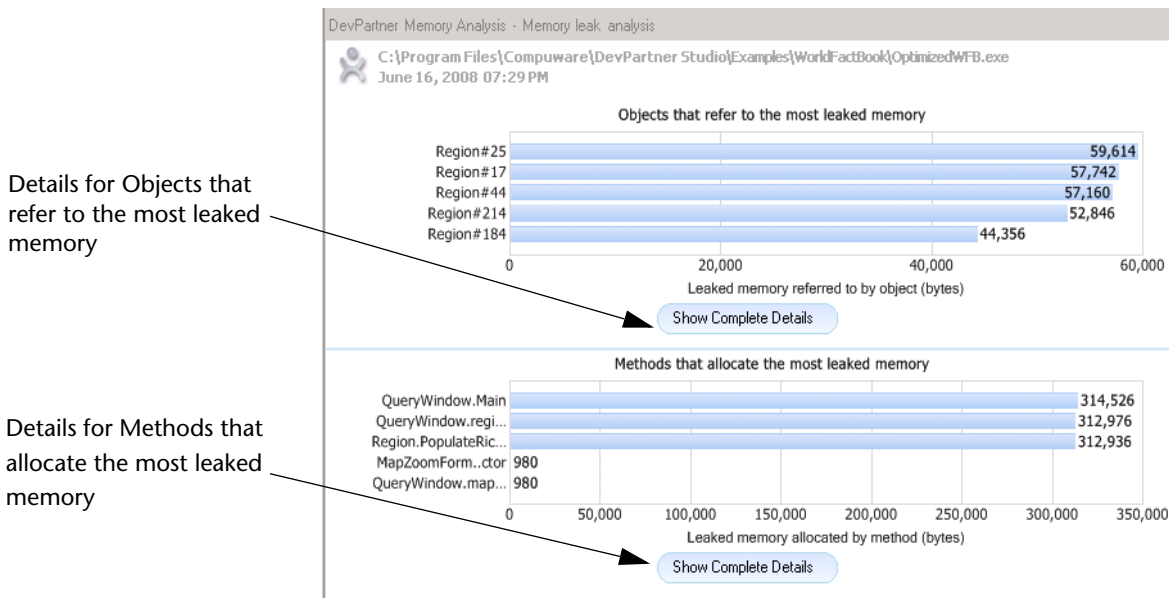 DevPartner Memory Analysis - Memory leak analysis
C:\Program Files\Compuware\DevPartner Studio\Examples\WorldFactBook\OptimizedWFB.exe
June 16, 2008 07:29 PM
Objects that refer to the most leaked memory
Region#25 59,614
Region#17 57,742
Region#44 57,160
Region#214 52,846
Region#184 44,356
0 20,000 40,000 60,000
Leaked memory referred to by object (bytes)
Show Complete Details
Details for Objects that
refer to the most leaked
memory
Methods that allocate the most leaked memory
QueryWindow.Main 314,526
QueryWindow.regi... 312,976
Region.PopulateRic... 312,936
MapZoomForm..ctor 980
QueryWindow.map... 980
0 50,000 100,000 150,000 200,000 250,000 300,000 350,000
Leaked memory allocated by method (bytes)
Show Complete Details
Details for Methods that
allocate the most leaked
memory